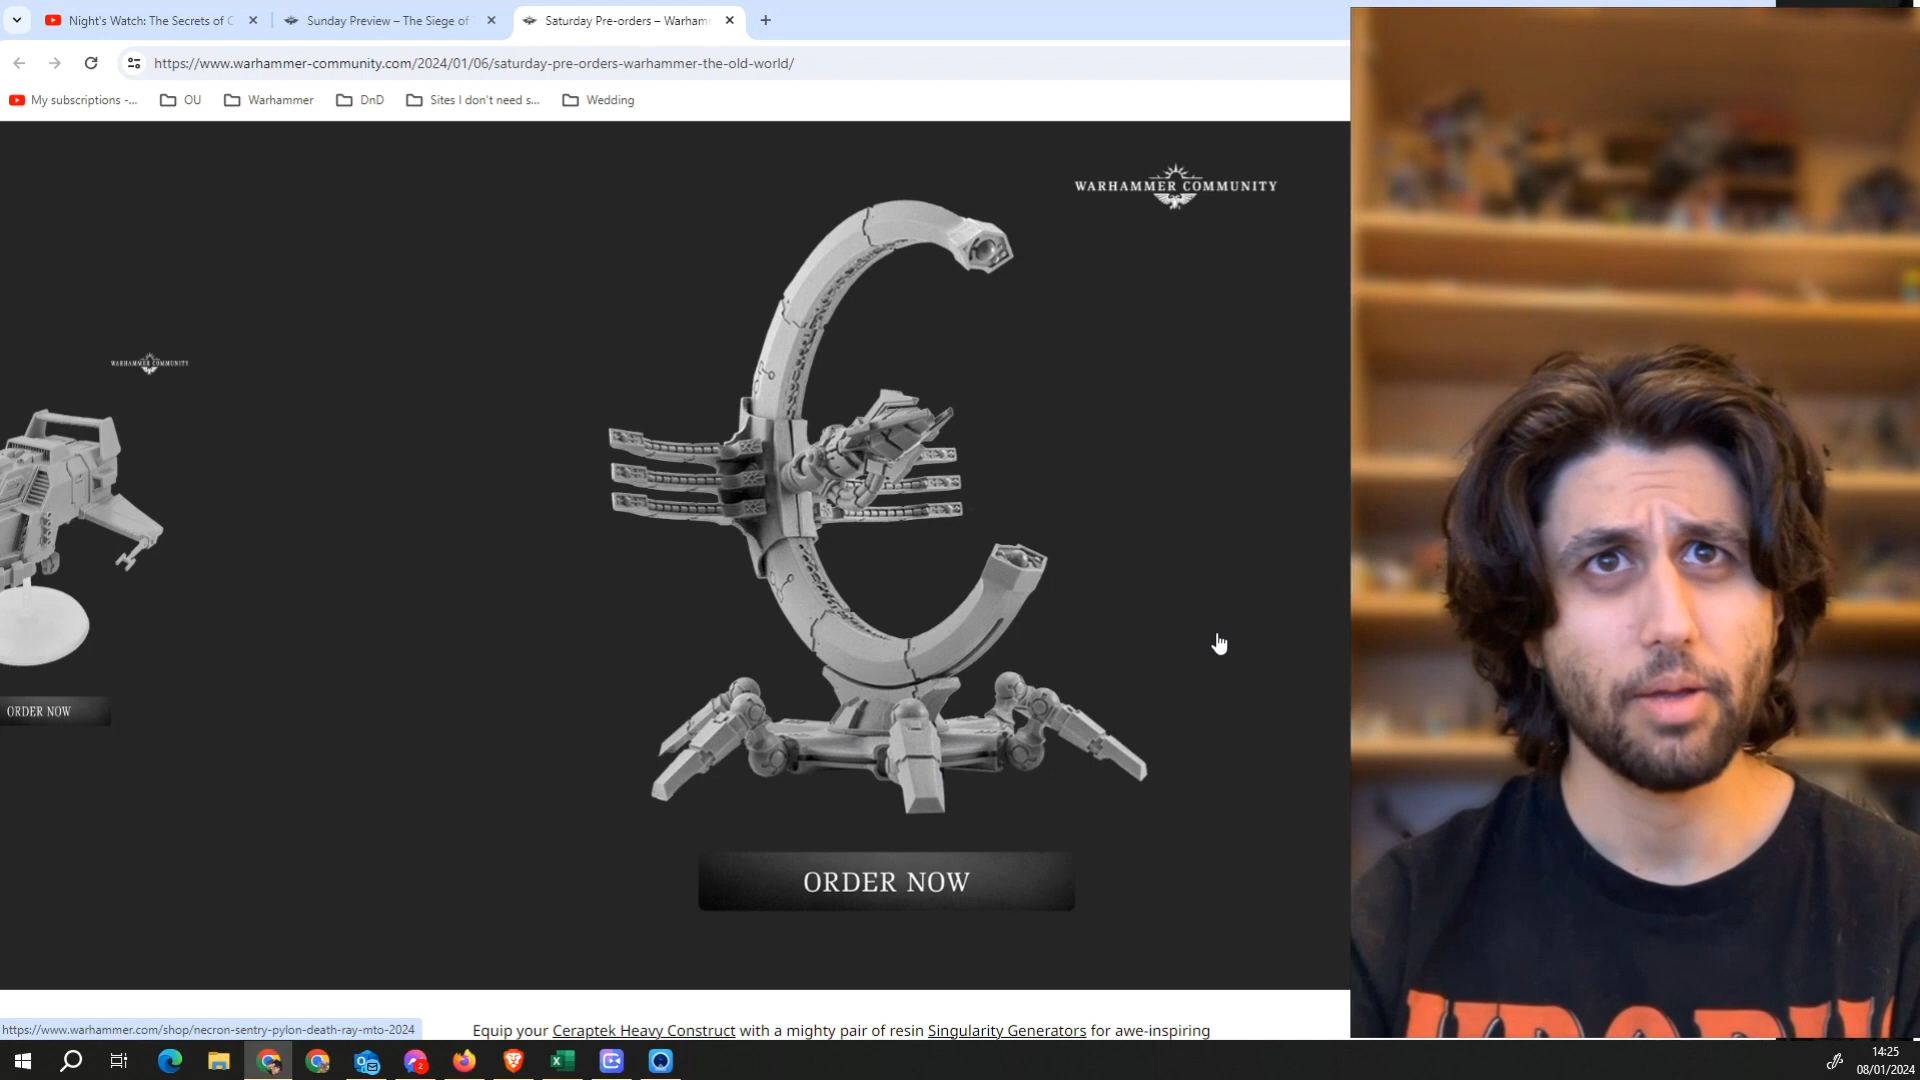 Night's Watch: The Secrets of C
Sunday Preview – The Siege of
Saturday Pre-orders – Warham
https://www.warhammer-community.com/2024/01/06/saturday-pre-orders-warhammer-the-old-world/
My subscriptions -...
OU
Warhammer
DnD
Sites I don't need s...
Wedding
WARHAMMER COMMUNITY
WARHAMMER COMMUNITY
ORDER NOW
ORDER NOW
https://www.warhammer.com/shop/necron-sentry-pylon-death-ray-mto-2024
Equip your Ceraptek Heavy Construct with a mighty pair of resin Singularity Generators for awe-inspiring
2
14:25
08/01/2024